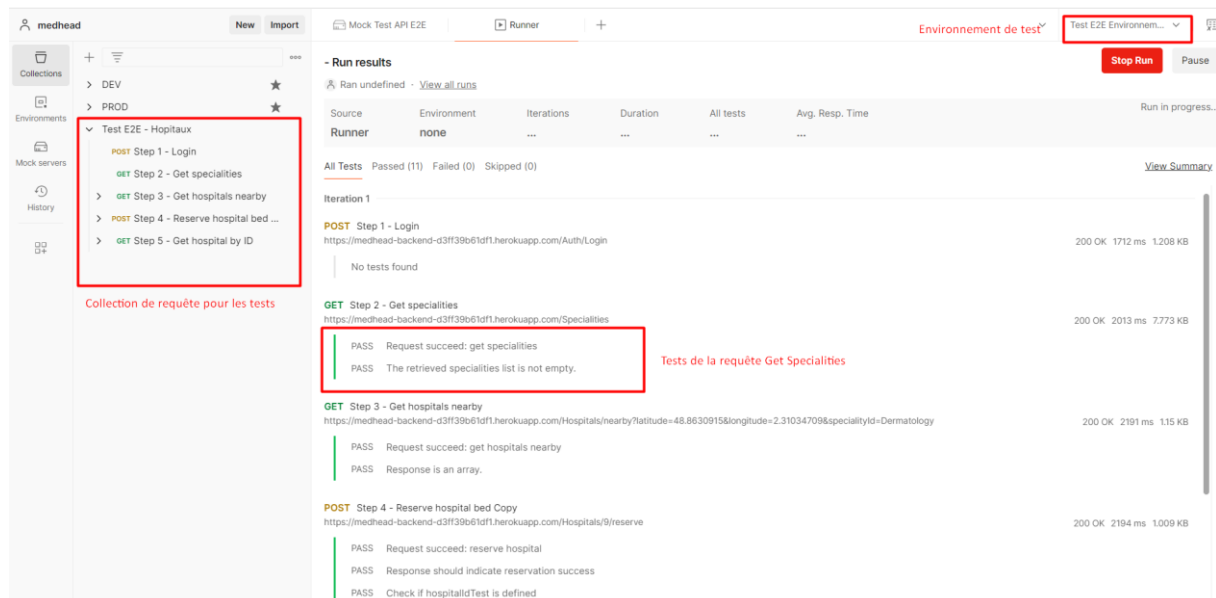 medhead
New Import
Mock Test API E2E
Runner
Environnement de test
Test E2E Environnem...
Collections
Environments
Mock servers
History
DEV
PROD
Test E2E - Hopitaux
POST Step 1 - Login
GET Step 2 - Get specialities
GET Step 3 - Get hospitals nearby
POST Step 4 - Reserve hospital bed ...
GET Step 5 - Get hospital by ID
Collection de requête pour les tests
- Run results
Stop Run
Pause
Ran undefined · View all runs
Source Environment Iterations Duration All tests Avg. Resp. Time
Runner none ... ... ... ...
Run in progress..
All Tests Passed (11) Failed (0) Skipped (0)
View Summary
Iteration 1
POST Step 1 - Login
https://medhead-backend-d3ff39b61df1.herokuapp.com/Auth/Login
200 OK 1712 ms 1.208 KB
No tests found
GET Step 2 - Get specialities
https://medhead-backend-d3ff39b61df1.herokuapp.com/Specialities
200 OK 2013 ms 7.773 KB
PASS Request succeed: get specialities
PASS The retrieved specialities list is not empty.
Tests de la requête Get Specialities
GET Step 3 - Get hospitals nearby
https://medhead-backend-d3ff39b61df1.herokuapp.com/Hospitals/nearby?latitude=48.8630915&longitude=2.31034709&specialityId=Dermatology
200 OK 2191 ms 1.15 KB
PASS Request succeed: get hospitals nearby
PASS Response is an array.
POST Step 4 - Reserve hospital bed Copy
https://medhead-backend-d3ff39b61df1.herokuapp.com/Hospitals/9/reserve
200 OK 2194 ms 1.009 KB
PASS Request succeed: reserve hospital
PASS Response should indicate reservation success
PASS Check if hospitalIdTest is defined